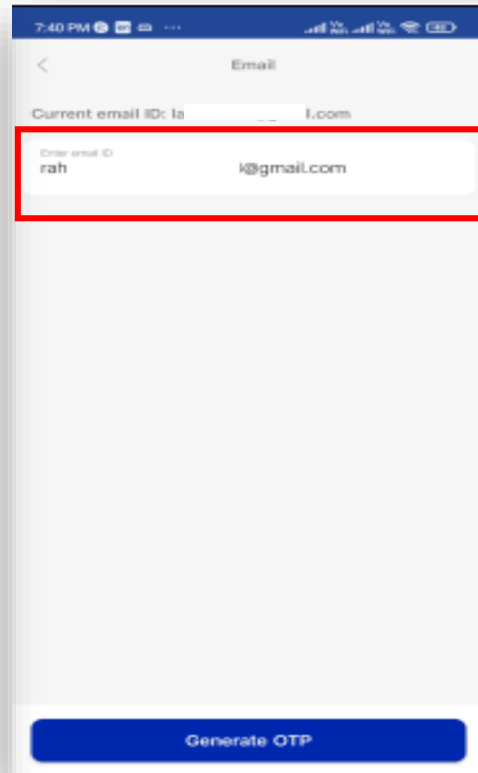 7:40 PM
Email
Current email ID: la l.com
Enter email ID
rah k@gmail.com
Generate OTP